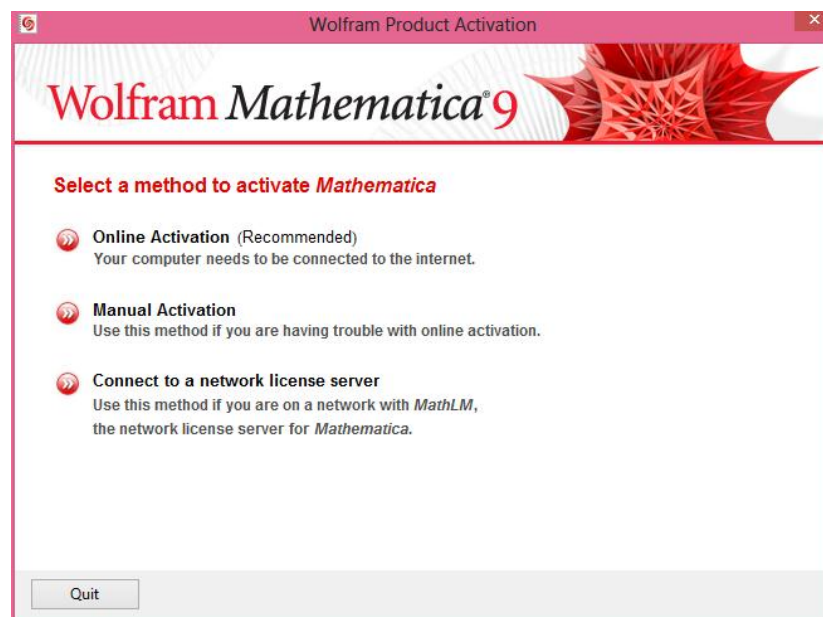 Wolfram Product Activation
Wolfram Mathematica®9
Select a method to activate Mathematica
Online Activation (Recommended)
Your computer needs to be connected to the internet.
Manual Activation
Use this method if you are having trouble with online activation.
Connect to a network license server
Use this method if you are on a network with MathLM,
the network license server for Mathematica.
Quit